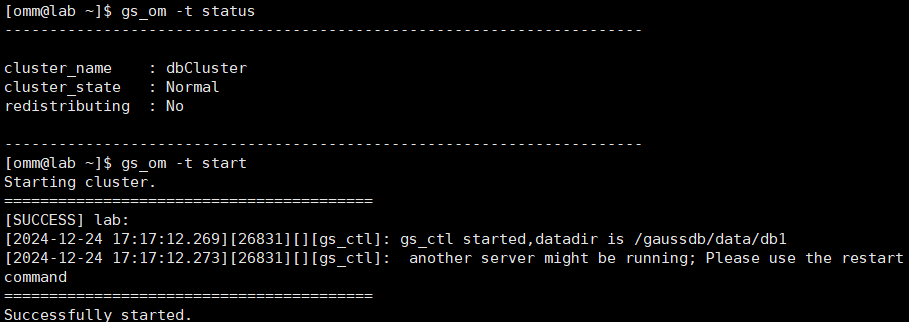 [omm@lab ~]$ gs_om -t status
-----------------------------------------------------------------------
cluster_name    : dbCluster
cluster_state   : Normal
redistributing  : No
-----------------------------------------------------------------------
[omm@lab ~]$ gs_om -t start
Starting cluster.
=========================================
[SUCCESS] lab:
[2024-12-24 17:17:12.269][26831][][gs_ctl]: gs_ctl started,datadir is /gaussdb/data/db1
[2024-12-24 17:17:12.273][26831][][gs_ctl]:  another server might be running; Please use the restart
command
=========================================
Successfully started.